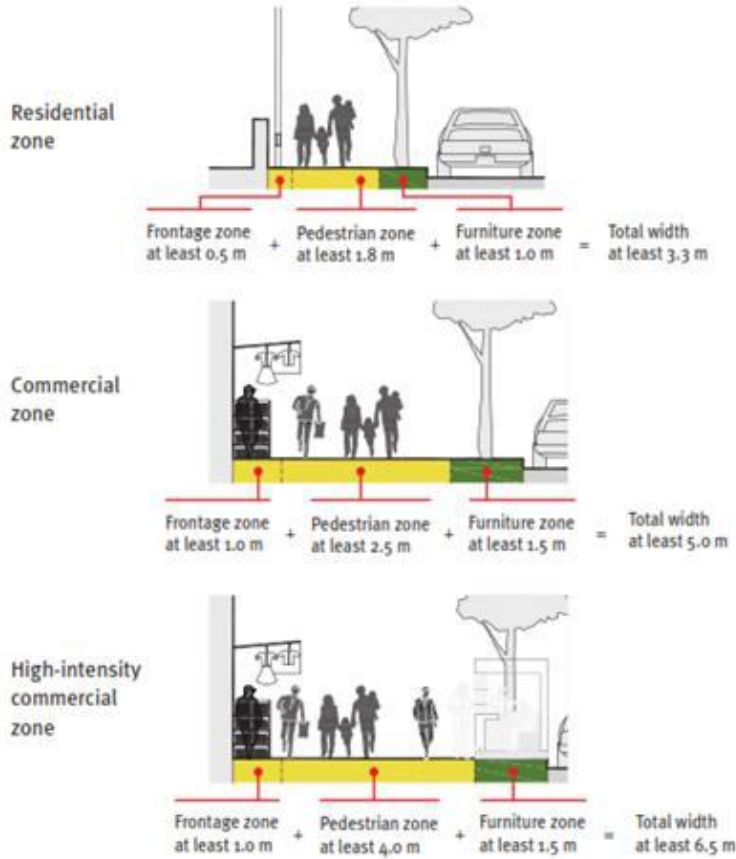 Residential
zone
Frontage zone
at least 0.5 m
+
Pedestrian zone
at least 1.8 m
+
Furniture zone
at least 1.0 m
=
Total width
at least 3.3 m
Commercial
zone
Frontage zone
at least 1.0 m
+
Pedestrian zone
at least 2.5 m
+
Furniture zone
at least 1.5 m
=
Total width
at least 5.0 m
High-intensity
commercial
zone
Frontage zone
at least 1.0 m
+
Pedestrian zone
at least 4.0 m
+
Furniture zone
at least 1.5 m
=
Total width
at least 6.5 m